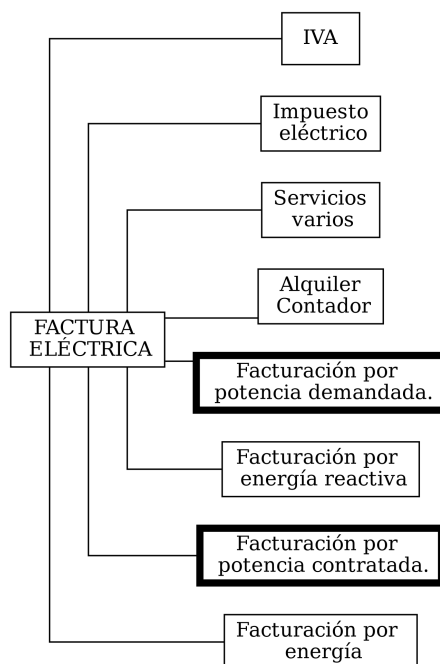 IVA
Impuesto
eléctrico
Servicios
varios
Alquiler
Contador
FACTURA
ELÉCTRICA
Facturación por
potencia demandada.
Facturación por
energía reactiva
Facturación por
potencia contratada.
Facturación por
energía